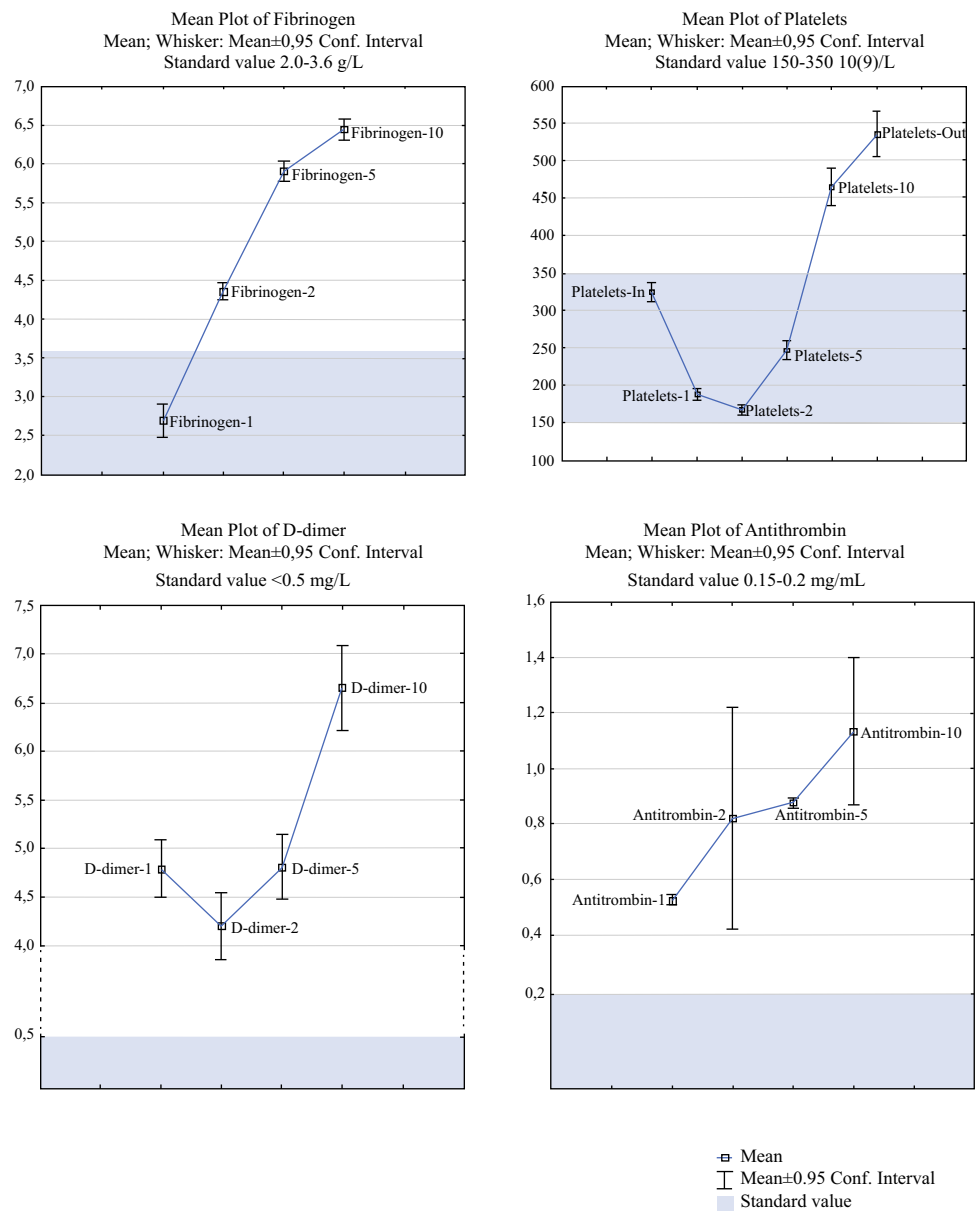 Mean Plot of Fibrinogen
Mean; Whisker: Mean±0,95 Conf. Interval
Standard value 2.0-3.6 g/L
7,0
6,5
6,0
5,5
5,0
4,5
4,0
3,5
3,0
2,5
2,0
Fibrinogen-10
Fibrinogen-5
Fibrinogen-2
Fibrinogen-1
Mean Plot of Platelets
Mean; Whisker: Mean±0,95 Conf. Interval
Standard value 150-350 10(9)/L
600
550
500
450
400
350
300
250
200
150
100
Platelets-Out
Platelets-10
Platelets-In
Platelets-5
Platelets-1
Platelets-2
Mean Plot of D-dimer
Mean; Whisker: Mean±0,95 Conf. Interval
Standard value <0.5 mg/L
7,5
7,0
6,5
6,0
5,5
5,0
4,5
4,0
0,5
D-dimer-10
D-dimer-1
D-dimer-5
D-dimer-2
Mean Plot of Antithrombin
Mean; Whisker: Mean±0,95 Conf. Interval
Standard value 0.15-0.2 mg/mL
1,6
1,4
1,2
1,0
0,8
0,6
0,4
0,2
Antitrombin-10
Antitrombin-2
Antitrombin-5
Antitrombin-1
Mean
Mean±0.95 Conf. Interval
Standard value